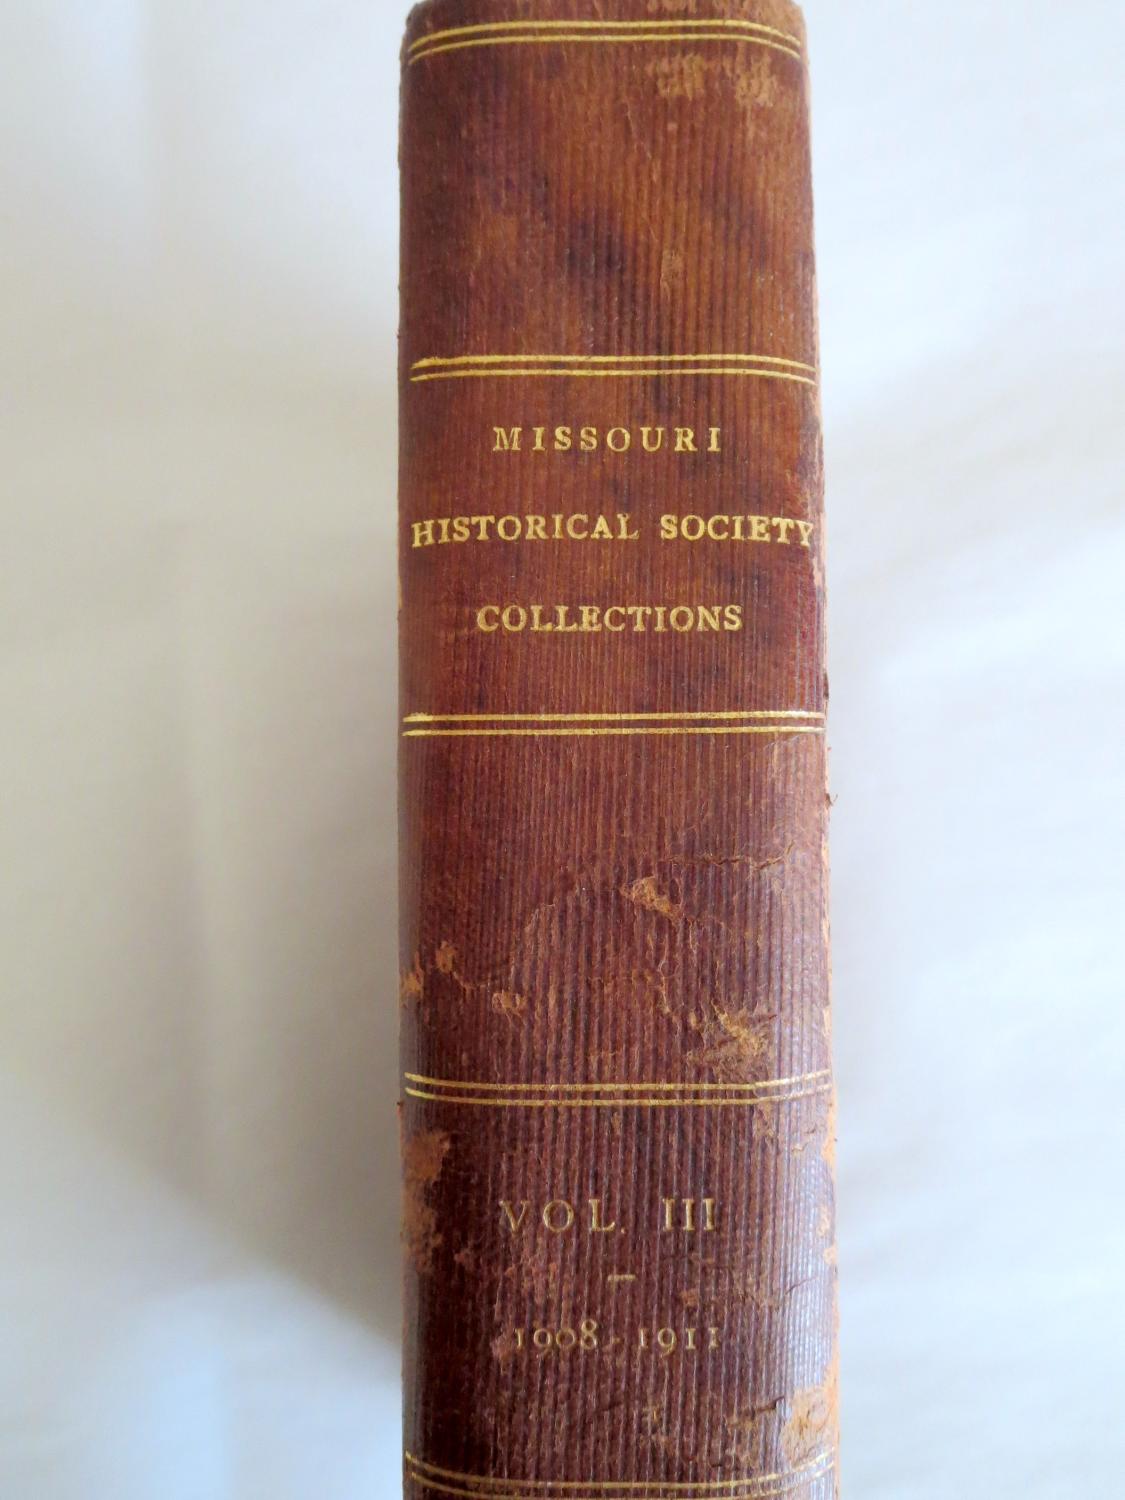 MISSOURI
HISTORICAL SOCIETY
COLLECTIONS
VOL. III
–
1908-1911